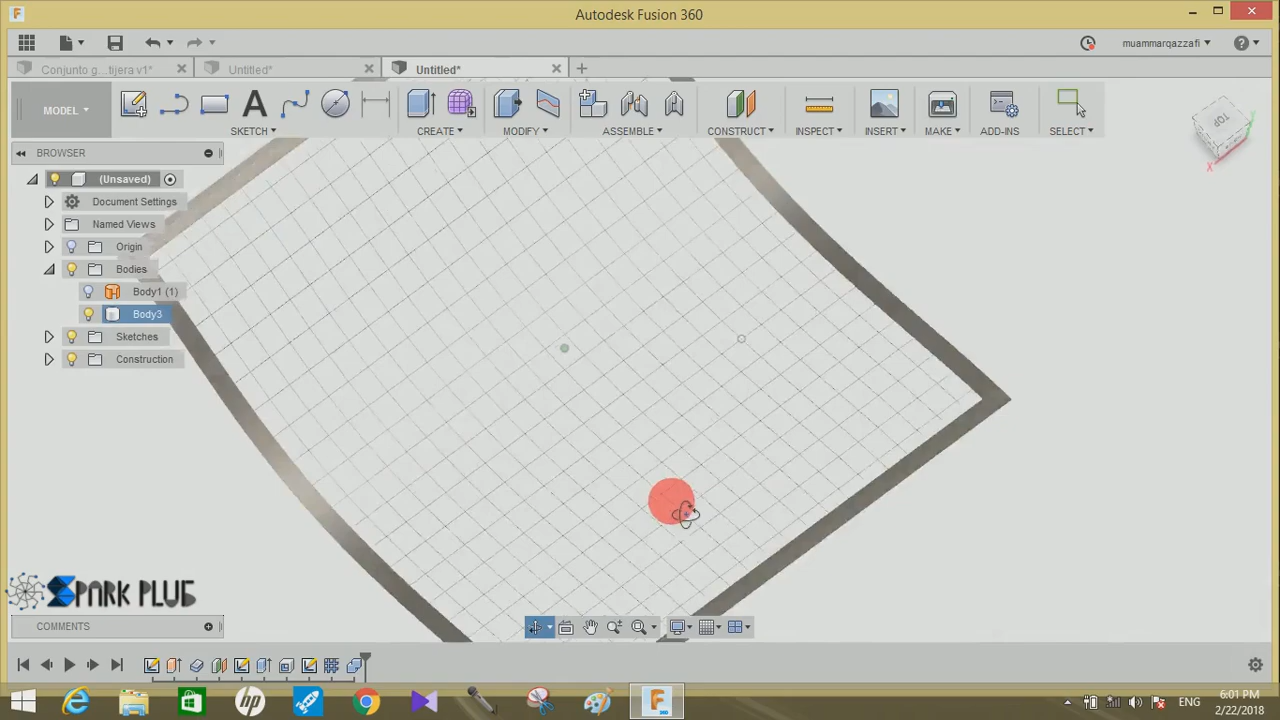 Autodesk Fusion 360
muammarqazzafi
Conjunto g...tijera v1*
Untitled*
Untitled*
MODEL
SKETCH
CREATE
MODIFY
ASSEMBLE
CONSTRUCT
INSPECT
INSERT
MAKE
ADD-INS
SELECT
TOP
X
BROWSER
(Unsaved)
Document Settings
Named Views
Origin
Bodies
Body1 (1)
Body3
Sketches
Construction
SPARK PLUG
COMMENTS
ENG
6:01 PM
2/22/2018